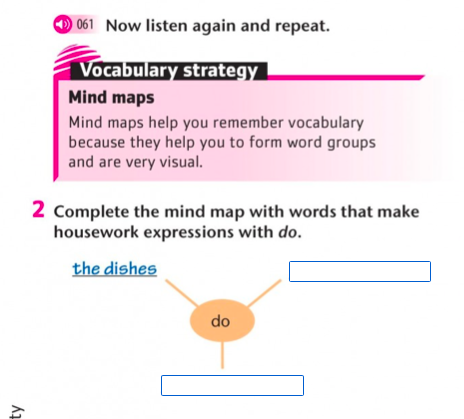 061 Now listen again and repeat.
Vocabulary strategy
Mind maps
Mind maps help you remember vocabulary
because they help you to form word groups
and are very visual.
2 Complete the mind map with words that make
housework expressions with do.
the dishes
do
ty